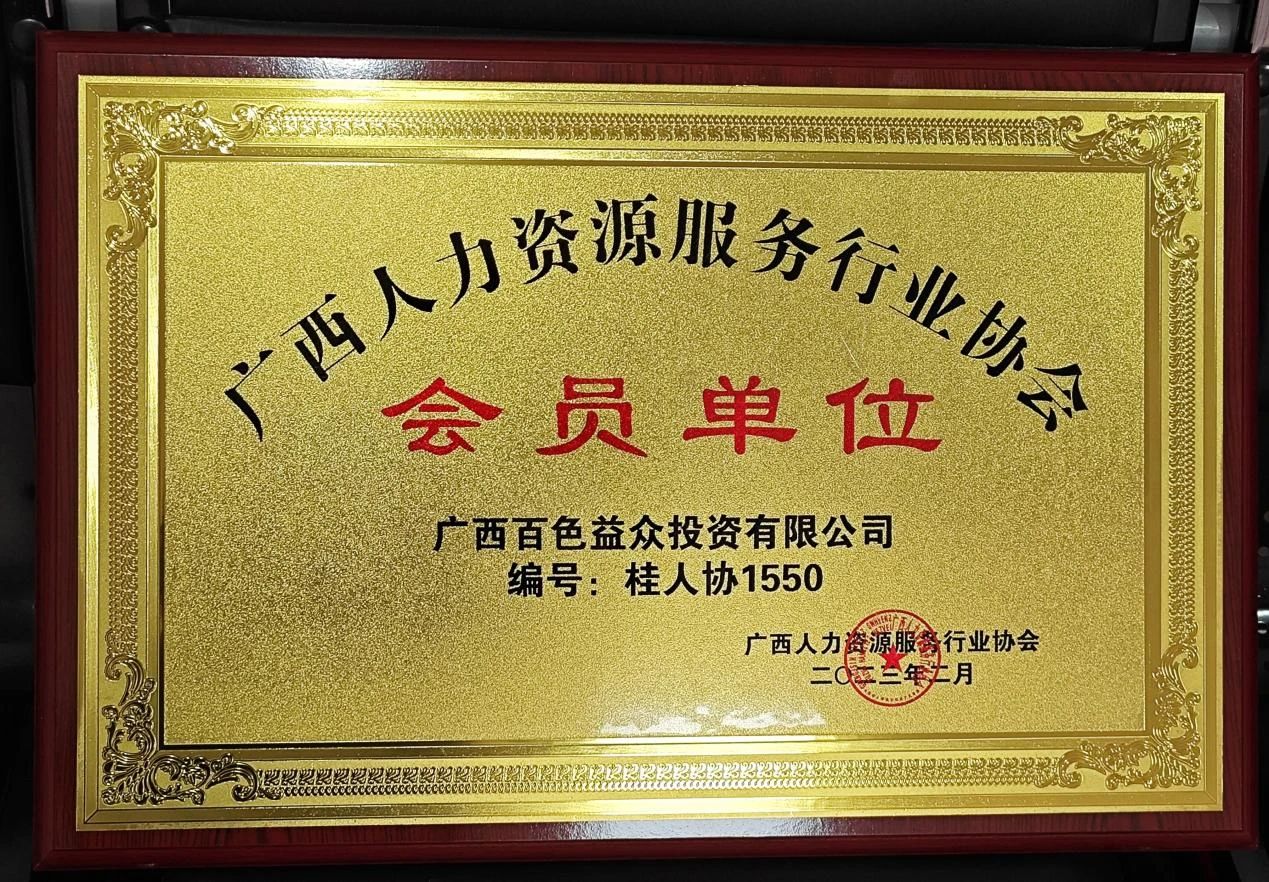 广西人力资源服务行业协会
会员单位
广西百色益众投资有限公司
编号：桂人协1550
广西人力资源服务行业协会
二〇二三年二月